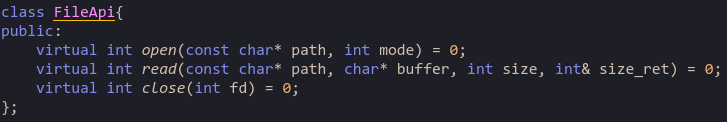 class FileApi{
public:
    virtual int open(const char* path, int mode) = 0;
    virtual int read(const char* path, char* buffer, int size, int& size_ret) = 0;
    virtual int close(int fd) = 0;
};